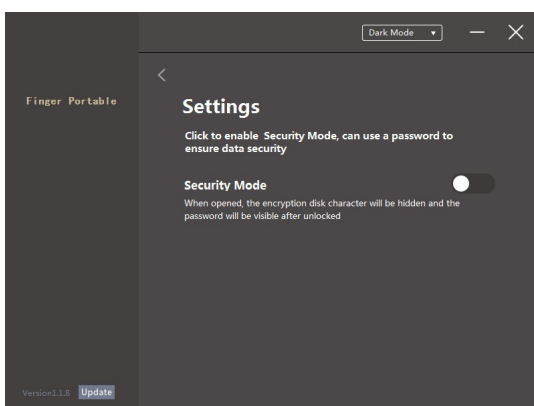 Dark Mode
Finger Portable
Settings
Click to enable Security Mode, can use a password to
ensure data security
Security Mode
When opened, the encryption disk character will be hidden and the
password will be visible after unlocked
Version1.1.8 Update